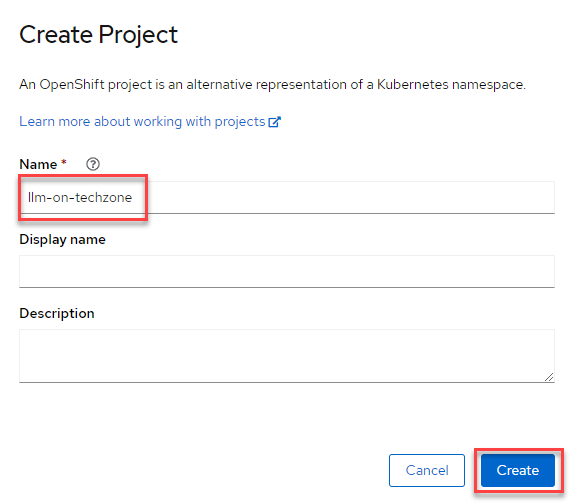 Create Project
An OpenShift project is an alternative representation of a Kubernetes namespace.
Learn more about working with projects
Name *
llm-on-techzone
Display name
Description
Cancel
Create